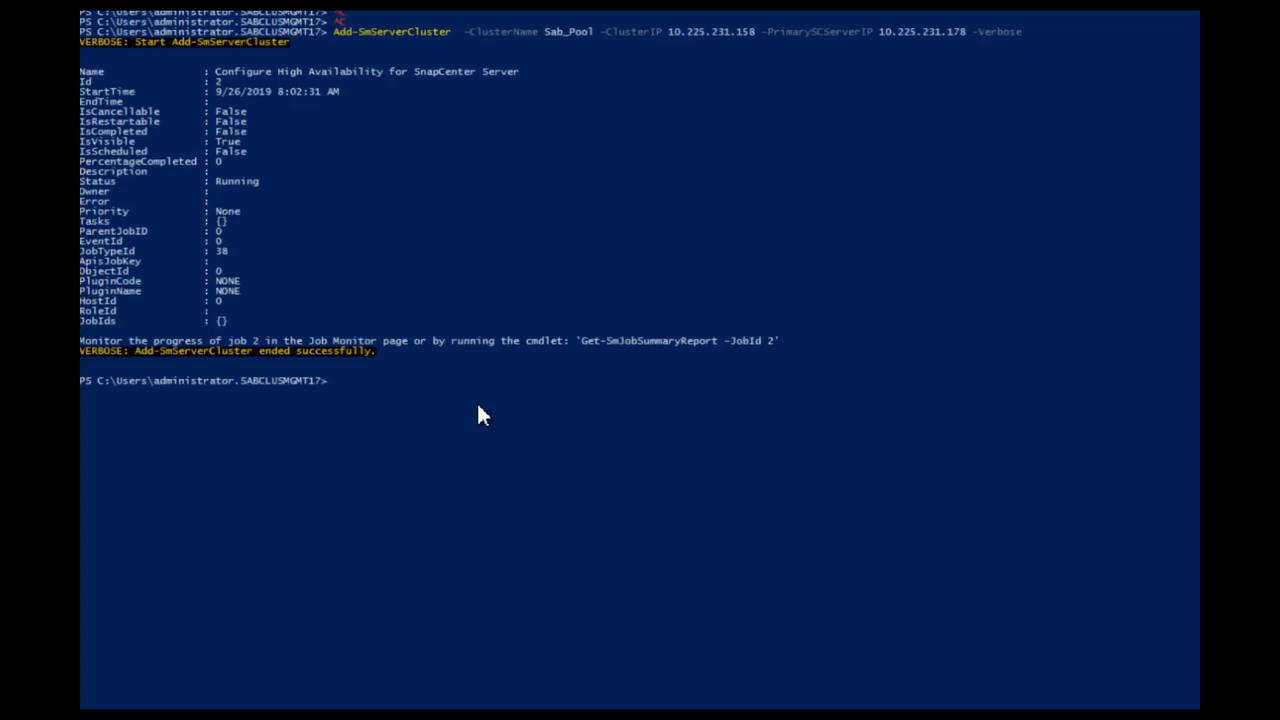 PS C:\Users\administrator.SABCLUSMGMT17> ^C
PS C:\Users\administrator.SABCLUSMGMT17> ^C
PS C:\Users\administrator.SABCLUSMGMT17> Add-SmServerCluster -ClusterName Sab_Pool -ClusterIP 10.225.231.158 -PrimarySCServerIP 10.225.231.178 -Verbose
VERBOSE: Start Add-SmServerCluster
Name : Configure High Availability for SnapCenter Server
Id : 2
StartTime : 9/26/2019 8:02:31 AM
EndTime :
IsCancellable : False
IsRestartable : False
IsCompleted : False
IsVisible : True
IsScheduled : False
PercentageCompleted : 0
Description :
Status : Running
Owner :
Error :
Priority : None
Tasks : {}
ParentJobID : 0
EventId : 0
JobTypeId : 38
ApisJobKey :
ObjectId : 0
PluginCode : NONE
PluginName : NONE
HostId : 0
RoleId :
JobIds : {}
Monitor the progress of job 2 in the Job Monitor page or by running the cmdlet: 'Get-SmJobSummaryReport -JobId 2'
VERBOSE: Add-SmServerCluster ended successfully.
PS C:\Users\administrator.SABCLUSMGMT17>